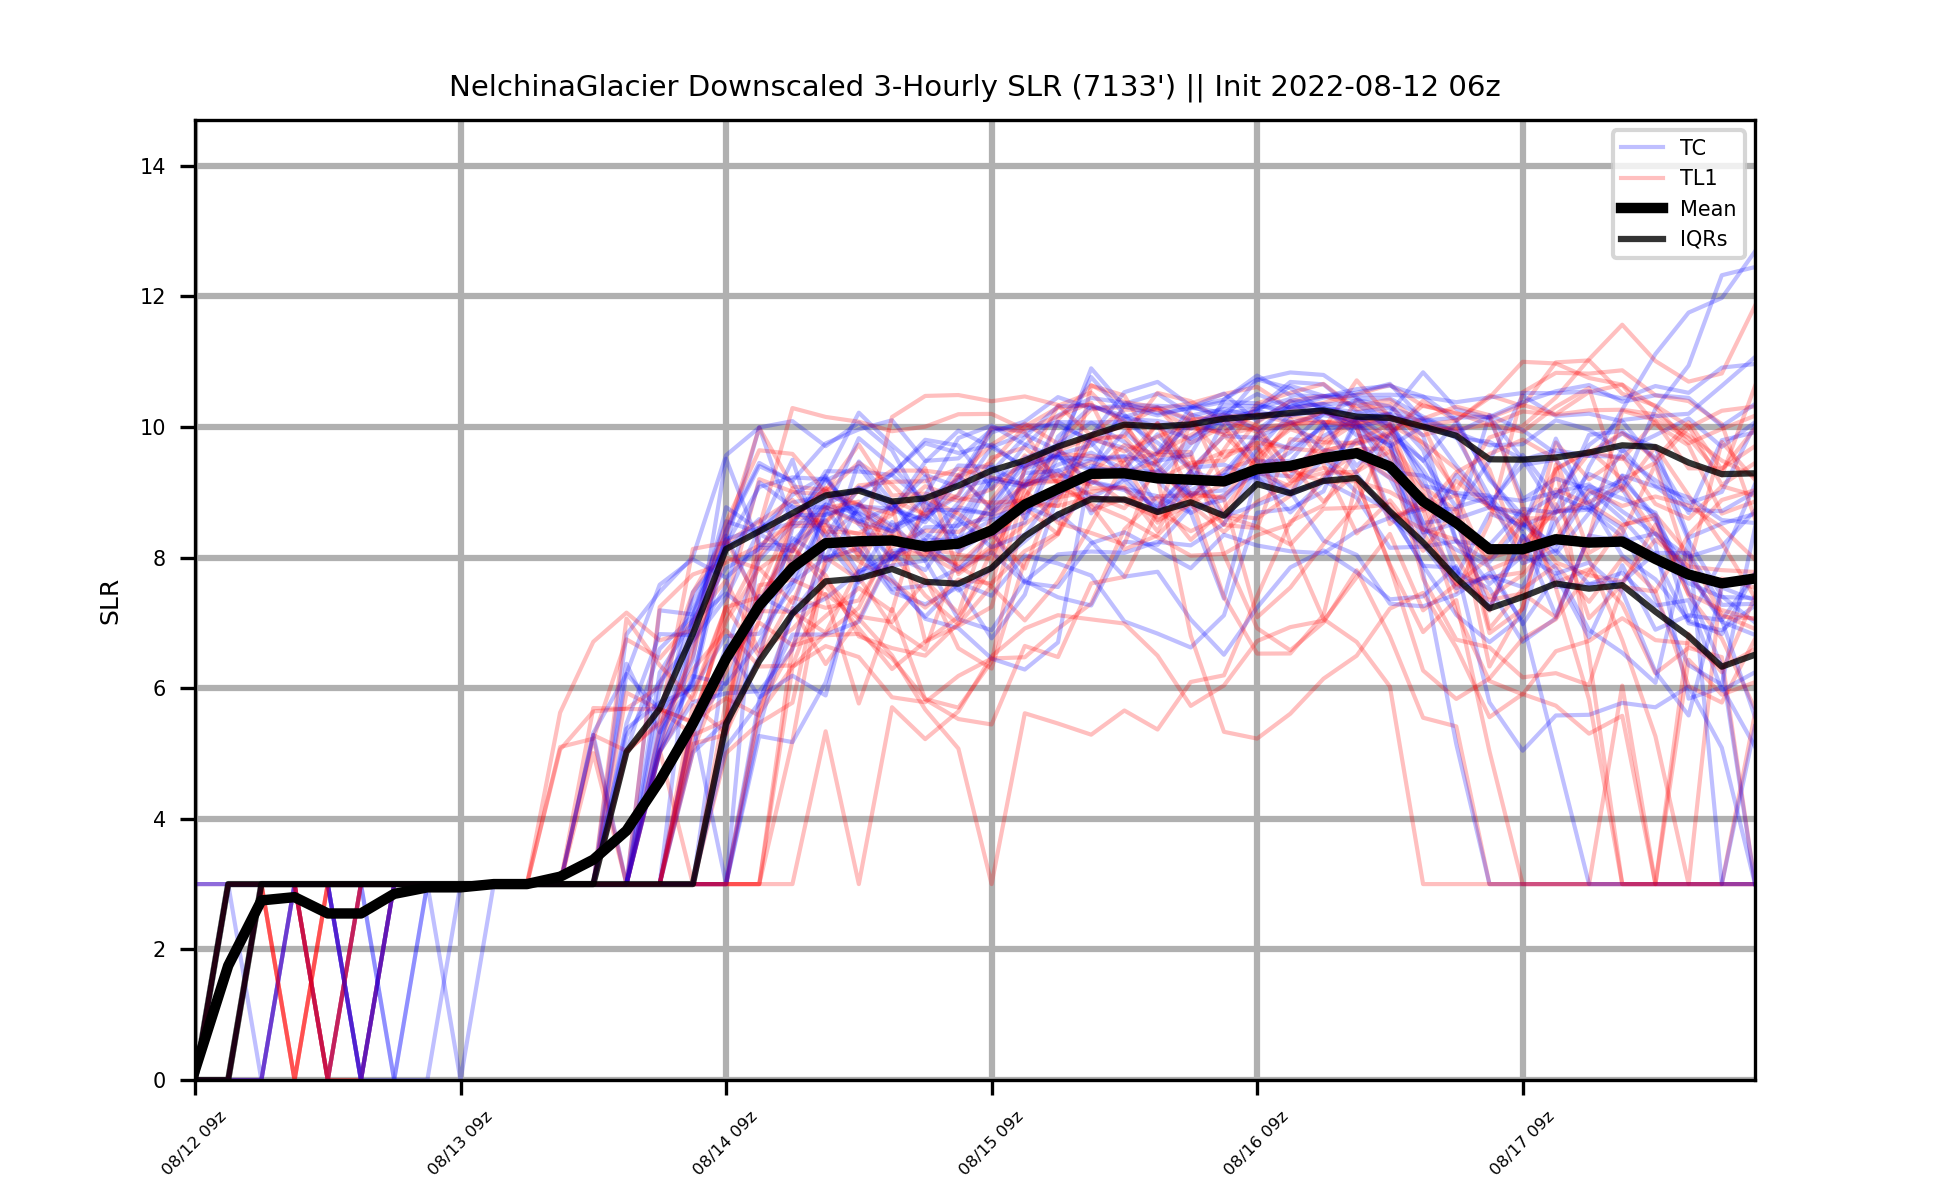 NelchinaGlacier Downscaled 3-Hourly SLR (7133') || Init 2022-08-12 06z
TC
TL1
Mean
IQRs
SLR
14
12
10
8
6
4
2
0
08/12 09z
08/13 09z
08/14 09z
08/15 09z
08/16 09z
08/17 09z